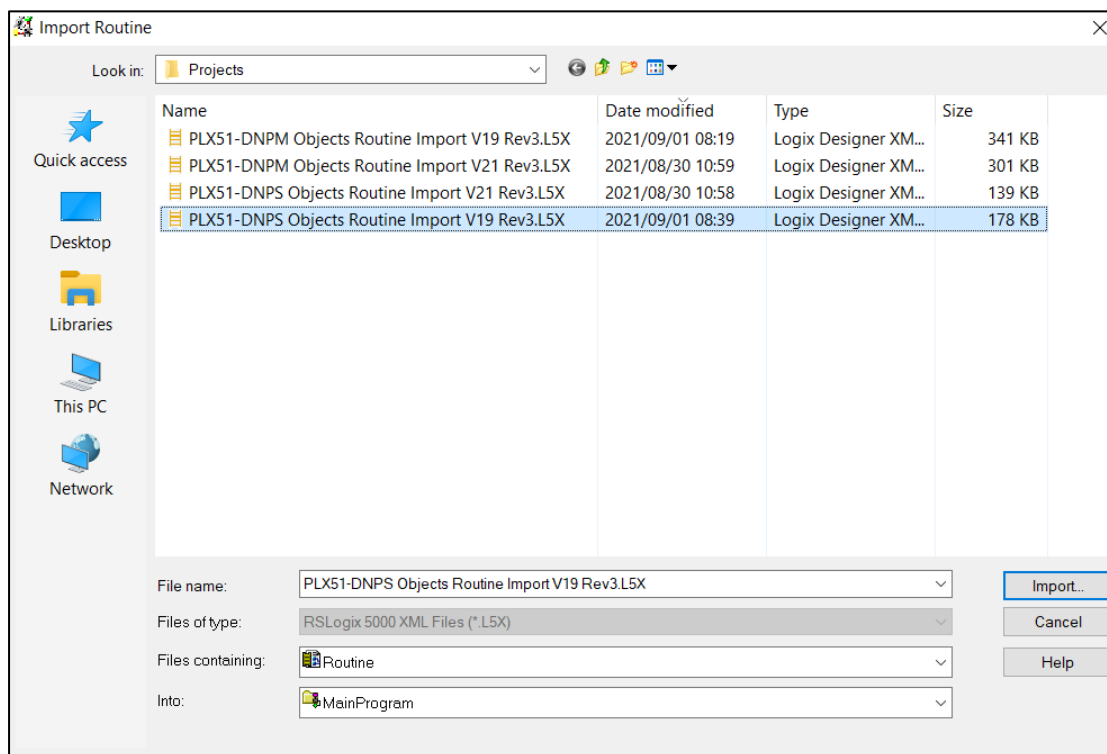 Import Routine
Look in: Projects
Name Date modified Type Size
PLX51-DNPM Objects Routine Import V19 Rev3.L5X 2021/09/01 08:19 Logix Designer XM... 341 KB
PLX51-DNPM Objects Routine Import V21 Rev3.L5X 2021/08/30 10:59 Logix Designer XM... 301 KB
PLX51-DNPS Objects Routine Import V21 Rev3.L5X 2021/08/30 10:58 Logix Designer XM... 139 KB
PLX51-DNPS Objects Routine Import V19 Rev3.L5X 2021/09/01 08:39 Logix Designer XM... 178 KB
Quick access
Desktop
Libraries
This PC
Network
File name: PLX51-DNPS Objects Routine Import V19 Rev3.L5X Import...
Files of type: RSLogix 5000 XML Files (*.L5X) Cancel
Files containing: Routine Help
Into: MainProgram